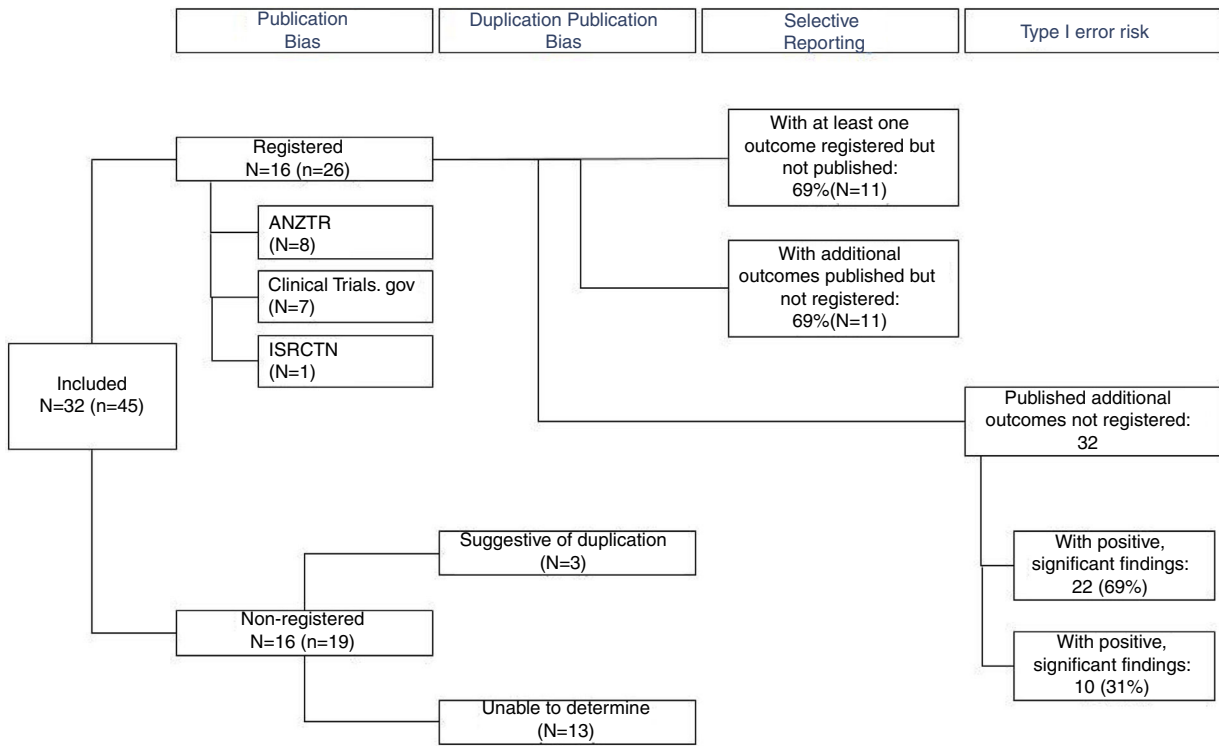 Publication
Bias
Duplication Publication
Bias
Selective
Reporting
Type I error risk
Registered
N=16 (n=26)
ANZTR
(N=8)
Clinical Trials. gov
(N=7)
ISRCTN
(N=1)
Included
N=32 (n=45)
Non-registered
N=16 (n=19)
Suggestive of duplication
(N=3)
Unable to determine
(N=13)
With at least one
outcome registered but
not published:
69%(N=11)
With additional
outcomes published but
not registered:
69%(N=11)
Published additional
outcomes not registered:
32
With positive,
significant findings:
22 (69%)
With positive,
significant findings:
10 (31%)